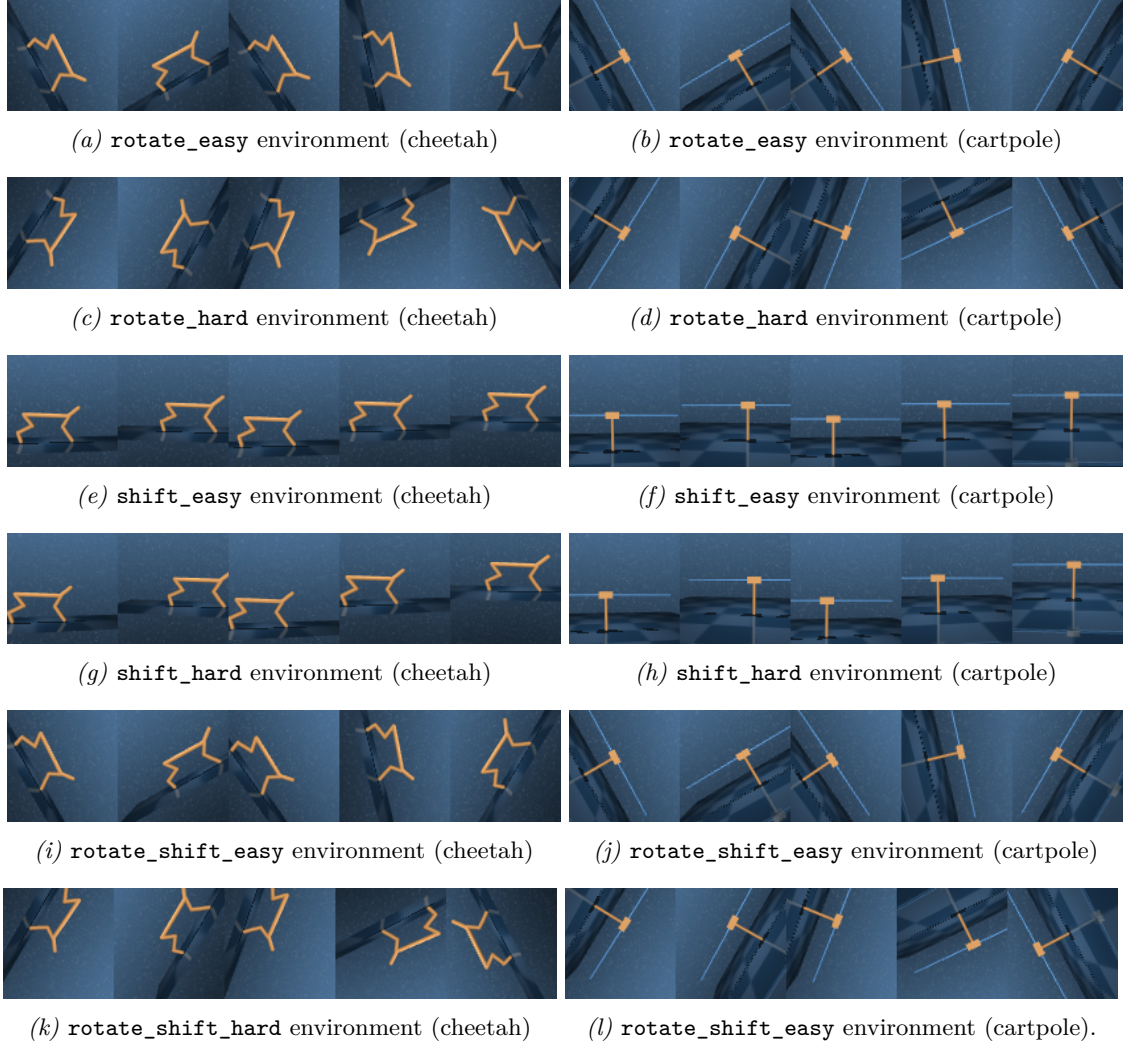 (a) rotate_easy environment (cheetah)
(b) rotate_easy environment (cartpole)
(c) rotate_hard environment (cheetah)
(d) rotate_hard environment (cartpole)
(e) shift_easy environment (cheetah)
(f) shift_easy environment (cartpole)
(g) shift_hard environment (cheetah)
(h) shift_hard environment (cartpole)
(i) rotate_shift_easy environment (cheetah)
(j) rotate_shift_easy environment (cartpole)
(k) rotate_shift_hard environment (cheetah)
(l) rotate_shift_easy environment (cartpole).